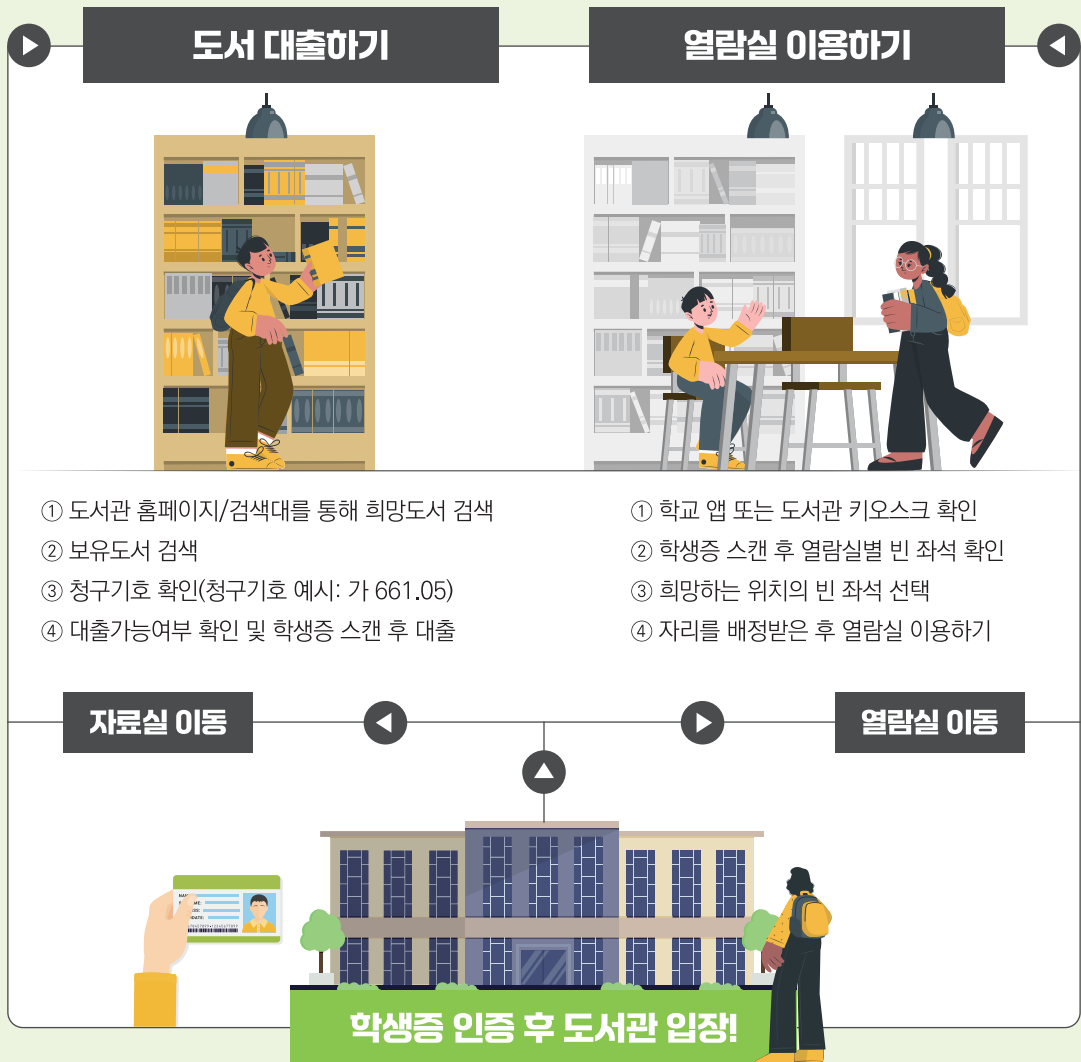 도서 대출하기
열람실 이용하기
① 도서관 홈페이지/검색대를 통해 희망도서 검색
② 보유도서 검색
③ 청구기호 확인(청구기호 예시: 가 661.05)
④ 대출가능여부 확인 및 학생증 스캔 후 대출
① 학교 앱 또는 도서관 키오스크 확인
② 학생증 스캔 후 열람실별 빈 좌석 확인
③ 희망하는 위치의 빈 좌석 선택
④ 자리를 배정받은 후 열람실 이용하기
자료실 이동
열람실 이동
학생증 인증 후 도서관 입장!